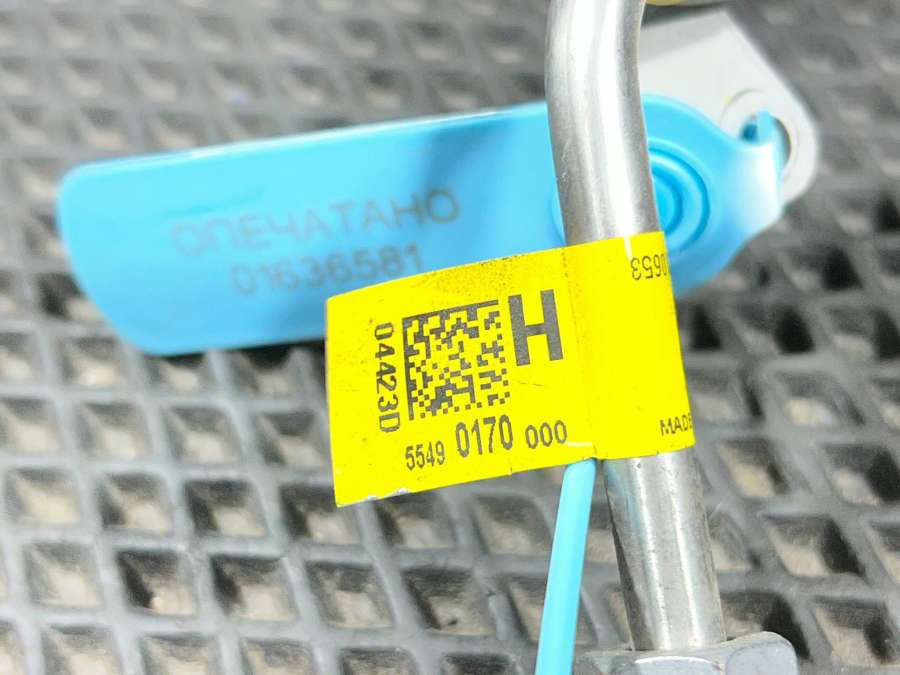 ОПЕЧАТАНО
01636581
0653
H
04423D
5549 0170 000
MADE